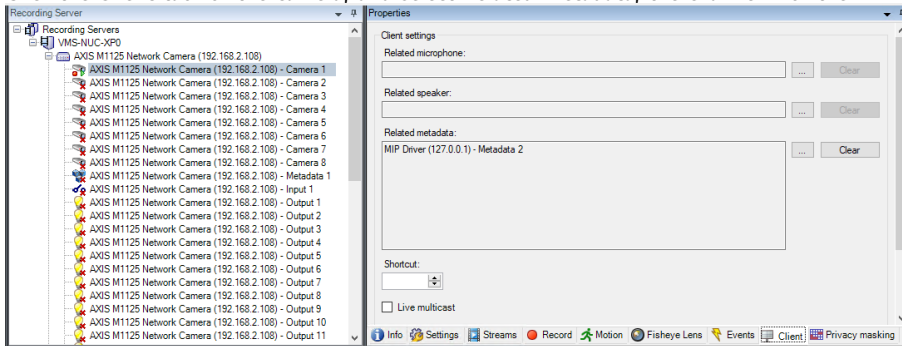 Recording Server
Recording Servers
VMS-NUC-XP0
AXIS M1125 Network Camera (192.168.2.108)
AXIS M1125 Network Camera (192.168.2.108) - Camera 1
AXIS M1125 Network Camera (192.168.2.108) - Camera 2
AXIS M1125 Network Camera (192.168.2.108) - Camera 3
AXIS M1125 Network Camera (192.168.2.108) - Camera 4
AXIS M1125 Network Camera (192.168.2.108) - Camera 5
AXIS M1125 Network Camera (192.168.2.108) - Camera 6
AXIS M1125 Network Camera (192.168.2.108) - Camera 7
AXIS M1125 Network Camera (192.168.2.108) - Camera 8
AXIS M1125 Network Camera (192.168.2.108) - Metadata 1
AXIS M1125 Network Camera (192.168.2.108) - Input 1
AXIS M1125 Network Camera (192.168.2.108) - Output 1
AXIS M1125 Network Camera (192.168.2.108) - Output 2
AXIS M1125 Network Camera (192.168.2.108) - Output 3
AXIS M1125 Network Camera (192.168.2.108) - Output 4
AXIS M1125 Network Camera (192.168.2.108) - Output 5
AXIS M1125 Network Camera (192.168.2.108) - Output 6
AXIS M1125 Network Camera (192.168.2.108) - Output 7
AXIS M1125 Network Camera (192.168.2.108) - Output 8
AXIS M1125 Network Camera (192.168.2.108) - Output 9
AXIS M1125 Network Camera (192.168.2.108) - Output 10
AXIS M1125 Network Camera (192.168.2.108) - Output 11
Properties
Client settings
Related microphone:
... Clear
Related speaker:
... Clear
Related metadata:
MIP Driver (127.0.0.1) - Metadata 2
... Clear
Shortcut:
Live multicast
Info Settings Streams Record Motion Fisheye Lens Events Client Privacy masking